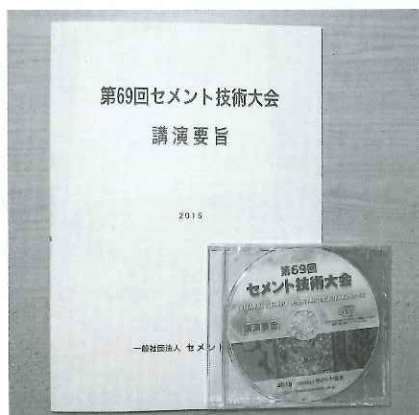 第69回セメント技術大会
講演要旨
2015
一般社団法人 セメント
第69回
セメント技術大会
講演要旨
2015